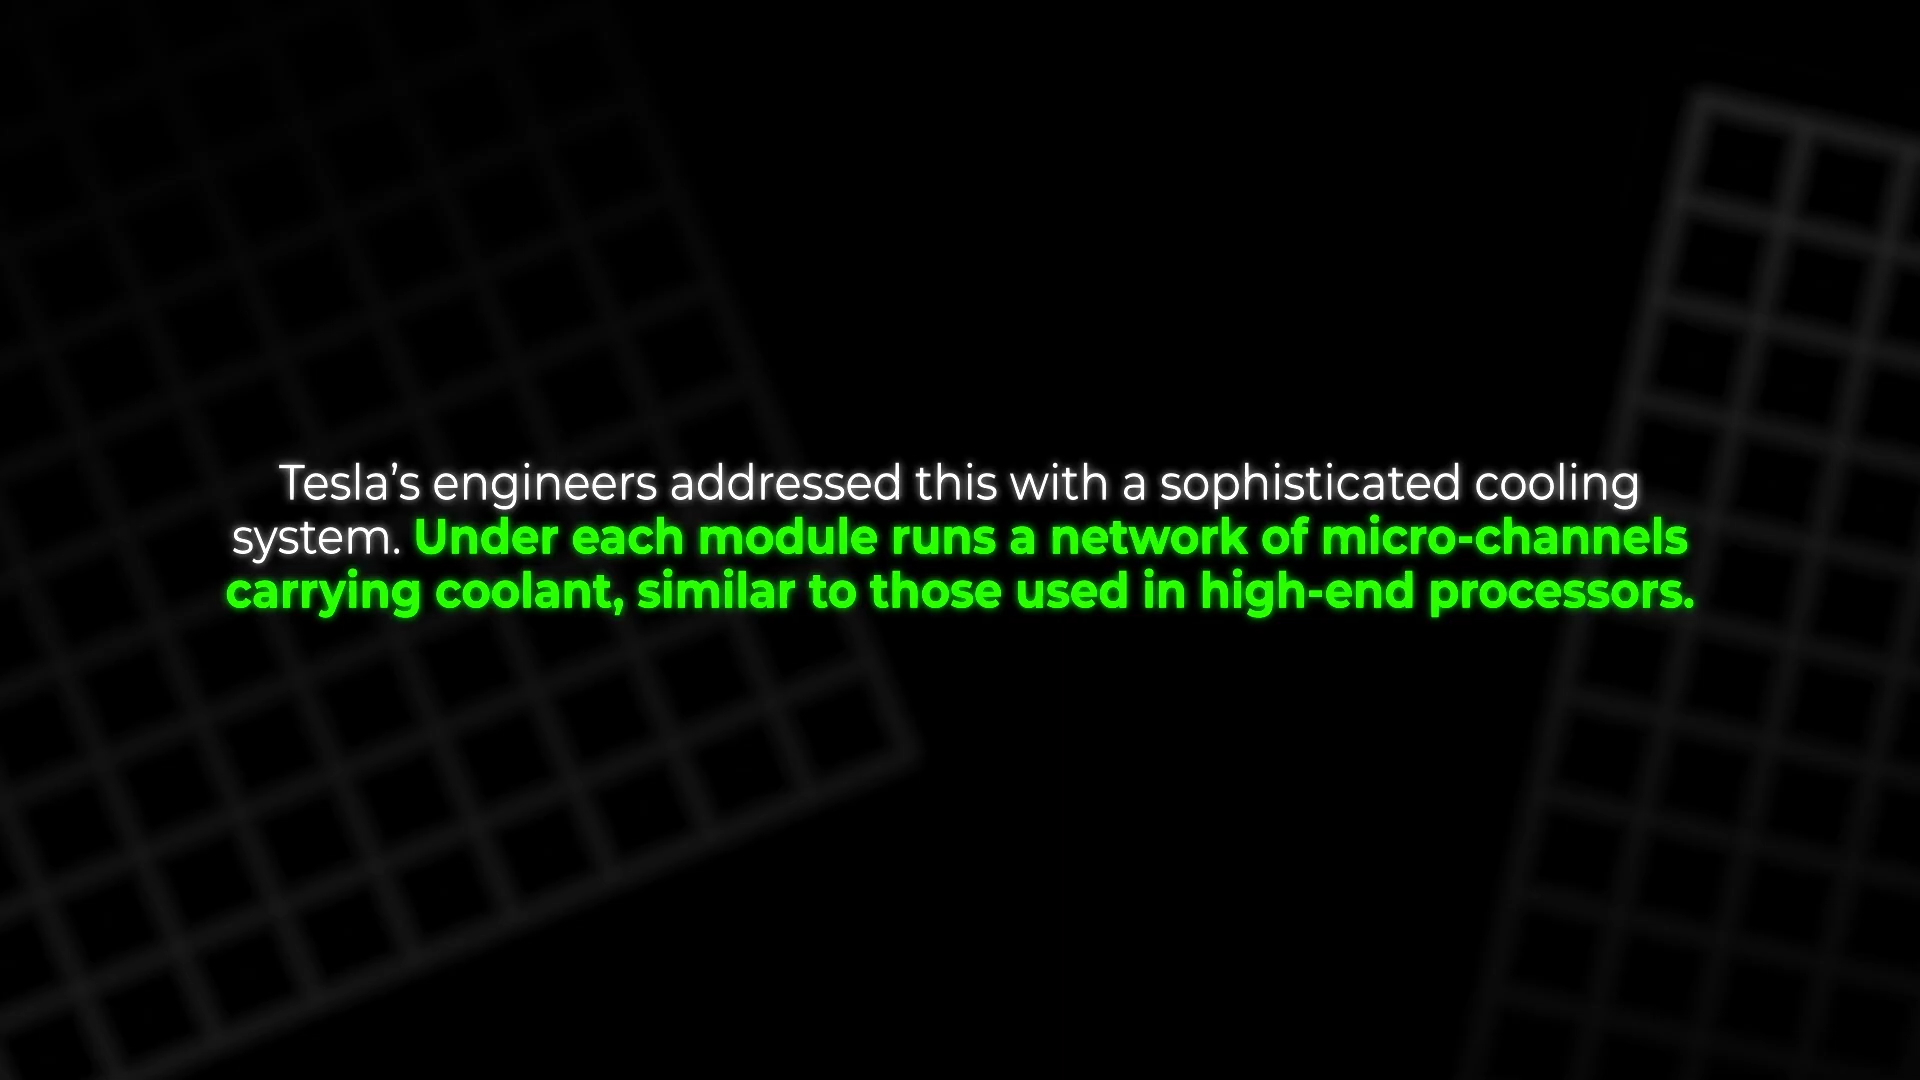 Tesla’s engineers addressed this with a sophisticated cooling
system. Under each module runs a network of micro-channels
carrying coolant, similar to those used in high-end processors.